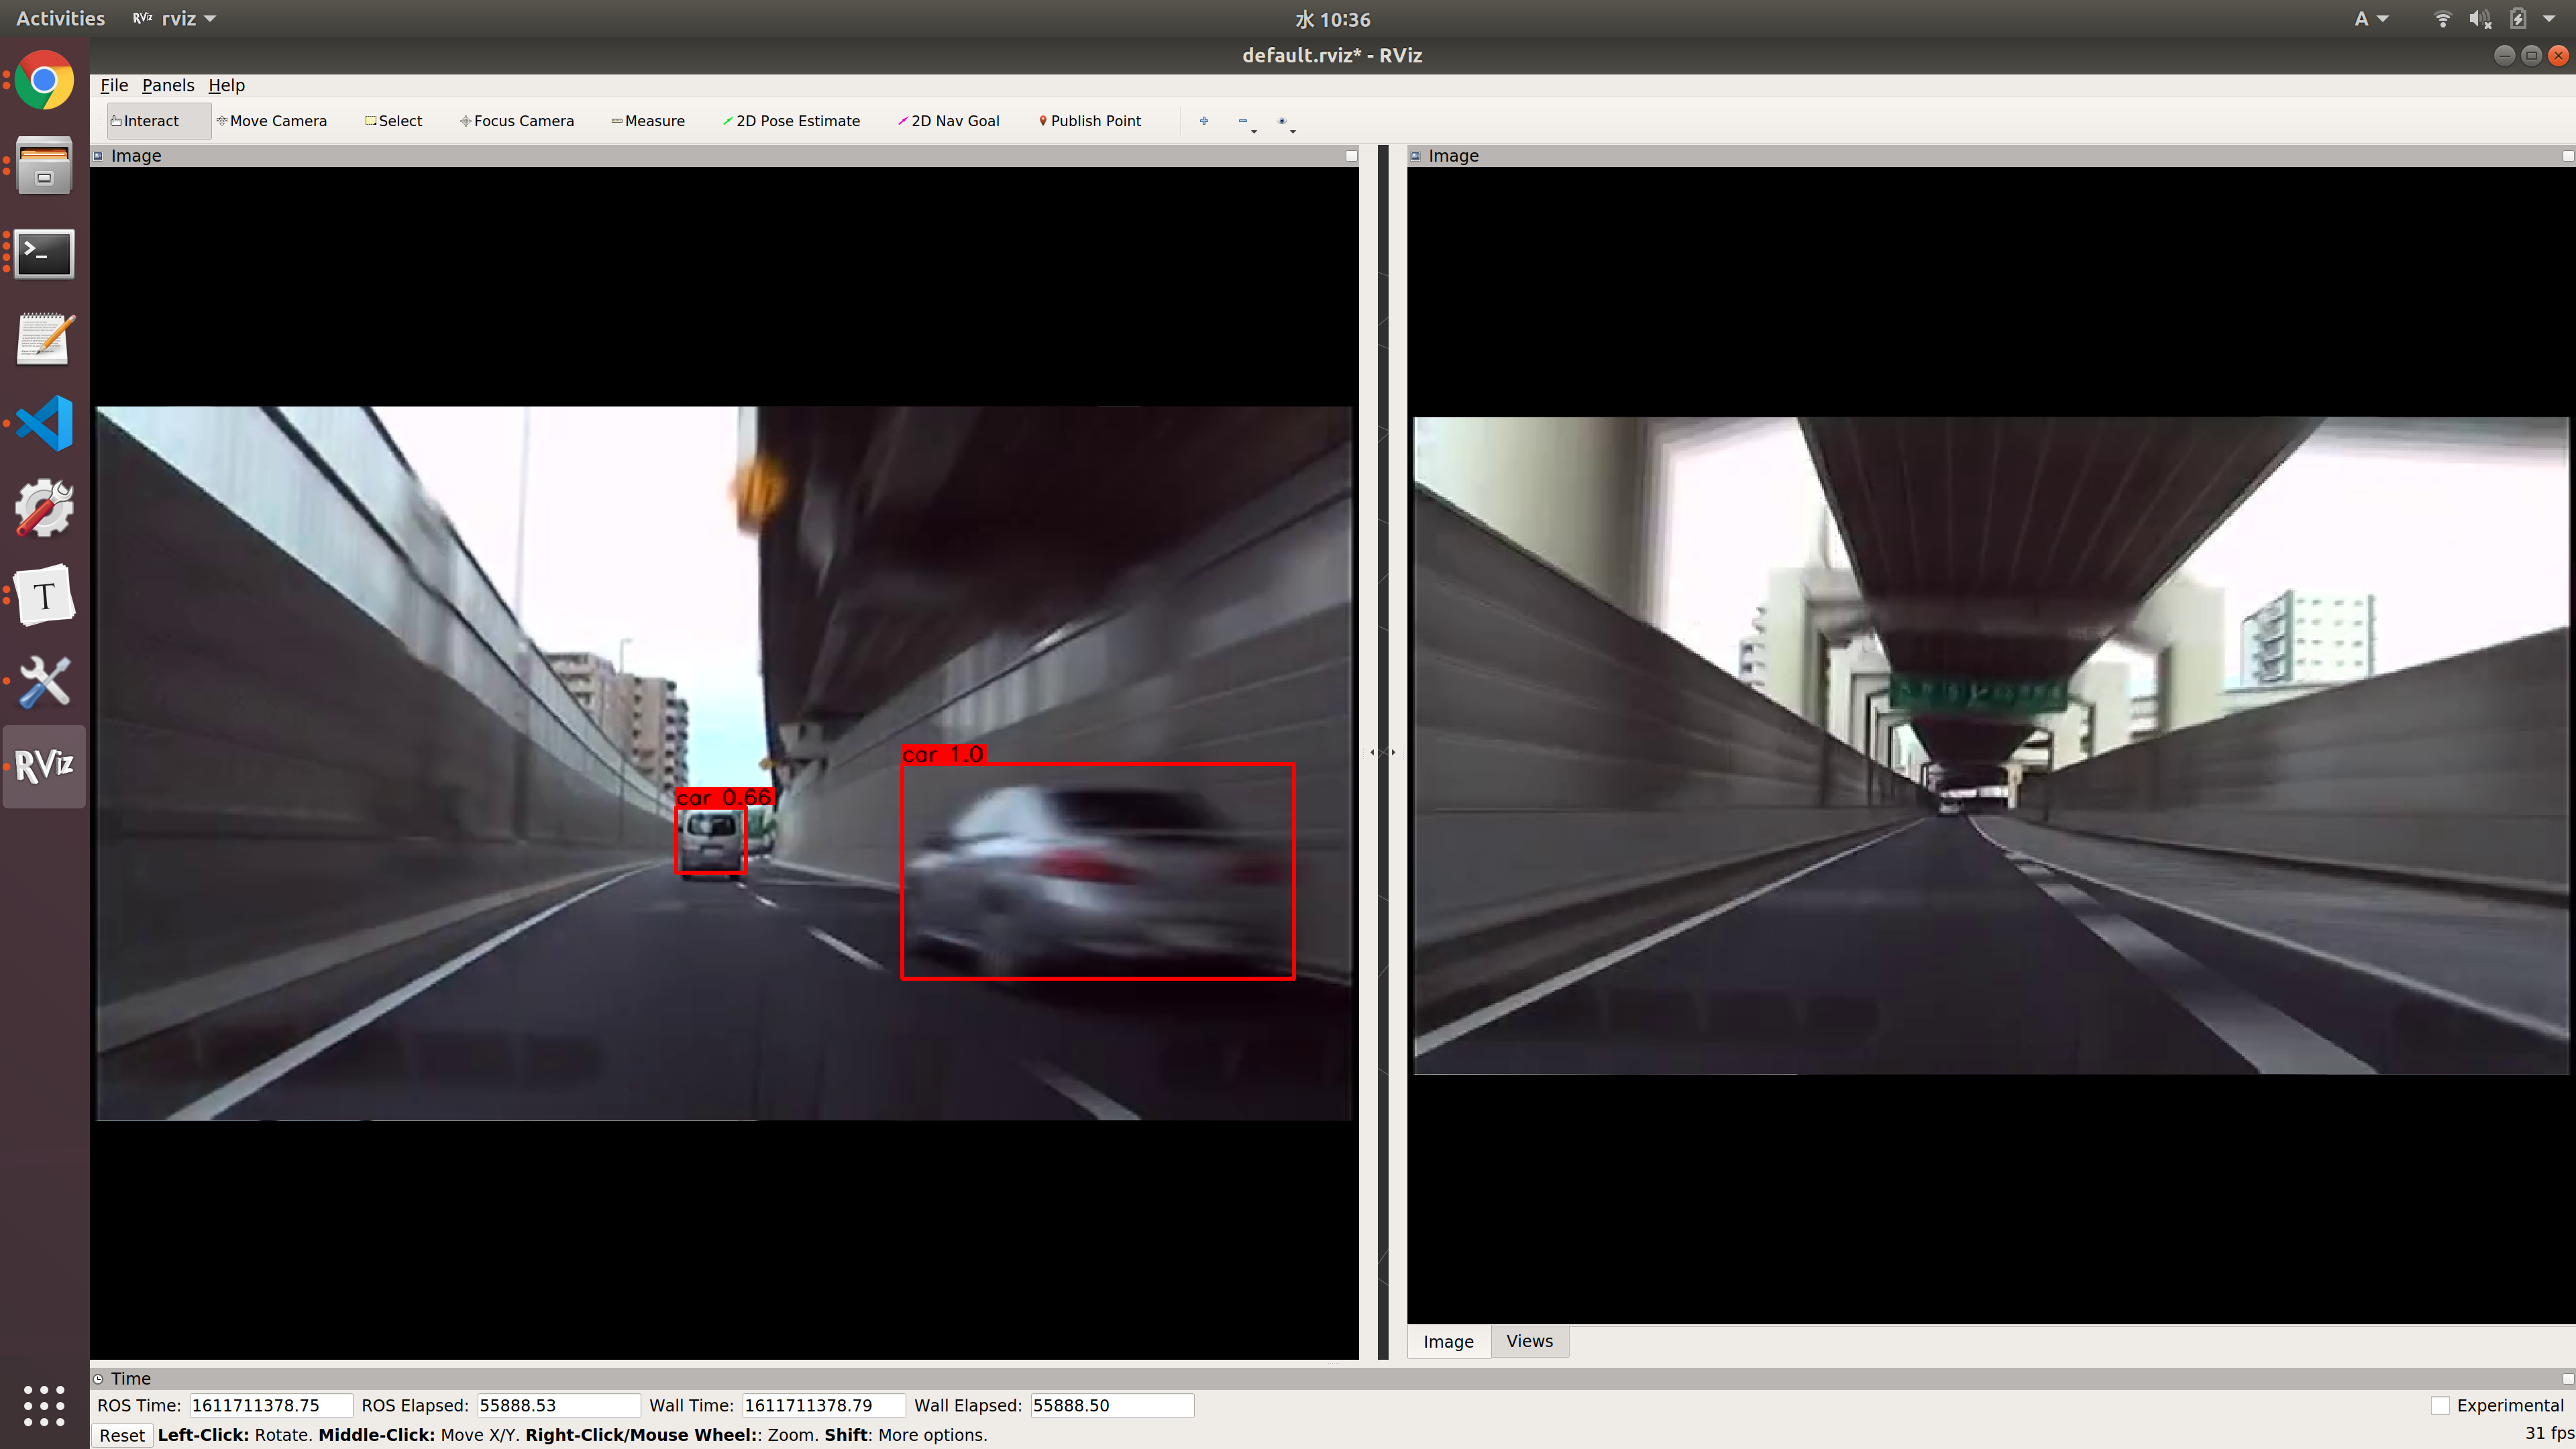 Activities RViz rviz 水 10:36 A
default.rviz* - RViz
File Panels Help
Interact Move Camera Select Focus Camera Measure 2D Pose Estimate 2D Nav Goal Publish Point
Image
Image
car 1.0
car 0.66
T
RViz
Image Views
Time
ROS Time: 1611711378.75 ROS Elapsed: 55888.53 Wall Time: 1611711378.79 Wall Elapsed: 55888.50 Experimental
Reset Left-Click: Rotate. Middle-Click: Move X/Y. Right-Click/Mouse Wheel:: Zoom. Shift: More options. 31 fps